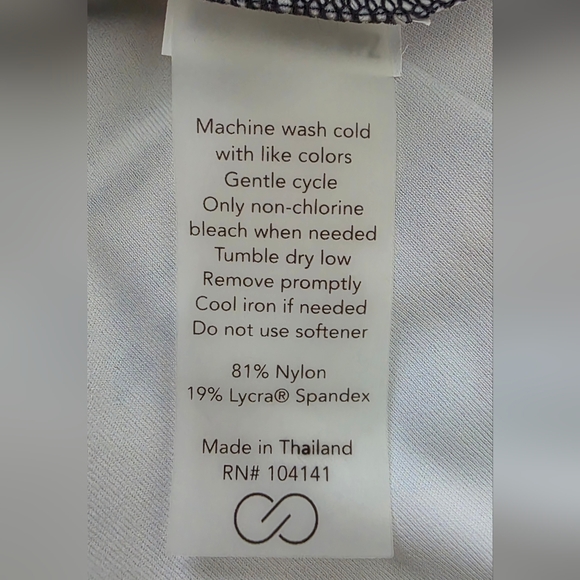 Machine wash cold
with like colors
Gentle cycle
Only non-chlorine
bleach when needed
Tumble dry low
Remove promptly
Cool iron if needed
Do not use softener
81% Nylon
19% Lycra® Spandex
Made in Thailand
RN# 104141